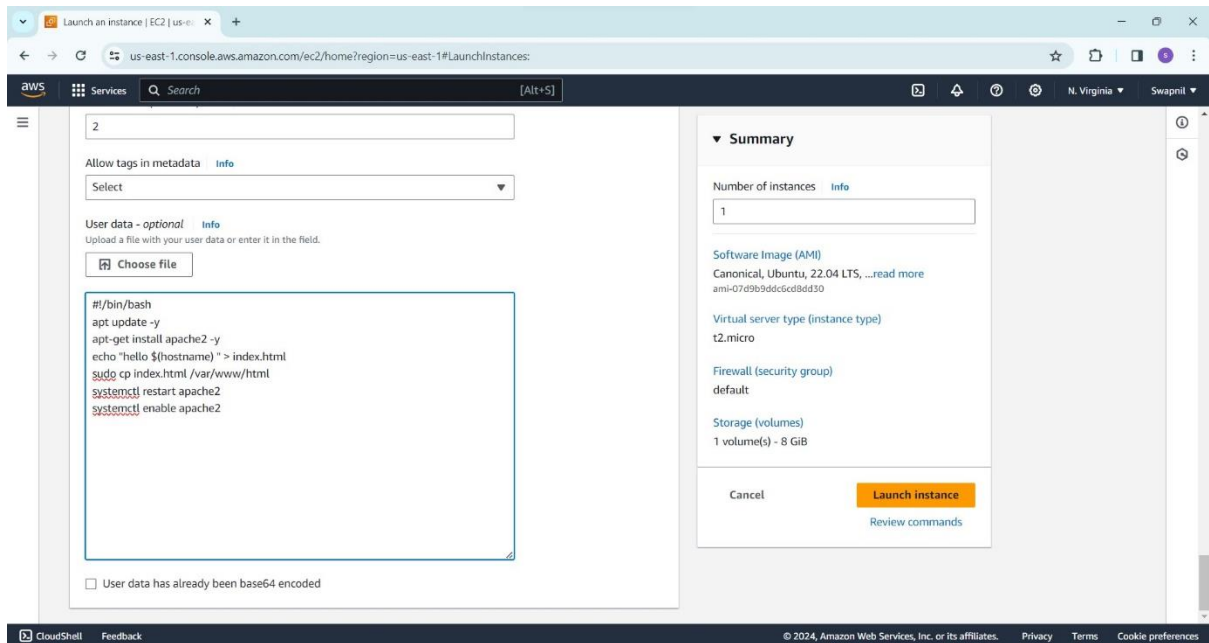 Launch an instance | EC2 | us-e
us-east-1.console.aws.amazon.com/ec2/home?region=us-east-1#LaunchInstances:
aws
Services
Search
[Alt+S]
N. Virginia
Swapnil
2
Allow tags in metadata Info
Select
User data - optional Info
Upload a file with your user data or enter it in the field.
Choose file
#!/bin/bash
apt update -y
apt-get install apache2 -y
echo "hello $(hostname) " > index.html
sudo cp index.html /var/www/html
systemctl restart apache2
systemctl enable apache2
User data has already been base64 encoded
Summary
Number of instances Info
1
Software Image (AMI)
Canonical, Ubuntu, 22.04 LTS, ...read more
ami-07d9b9ddc6cd8dd30
Virtual server type (instance type)
t2.micro
Firewall (security group)
default
Storage (volumes)
1 volume(s) - 8 GiB
Cancel
Launch instance
Review commands
CloudShell Feedback
© 2024, Amazon Web Services, Inc. or its affiliates. Privacy Terms Cookie preferences